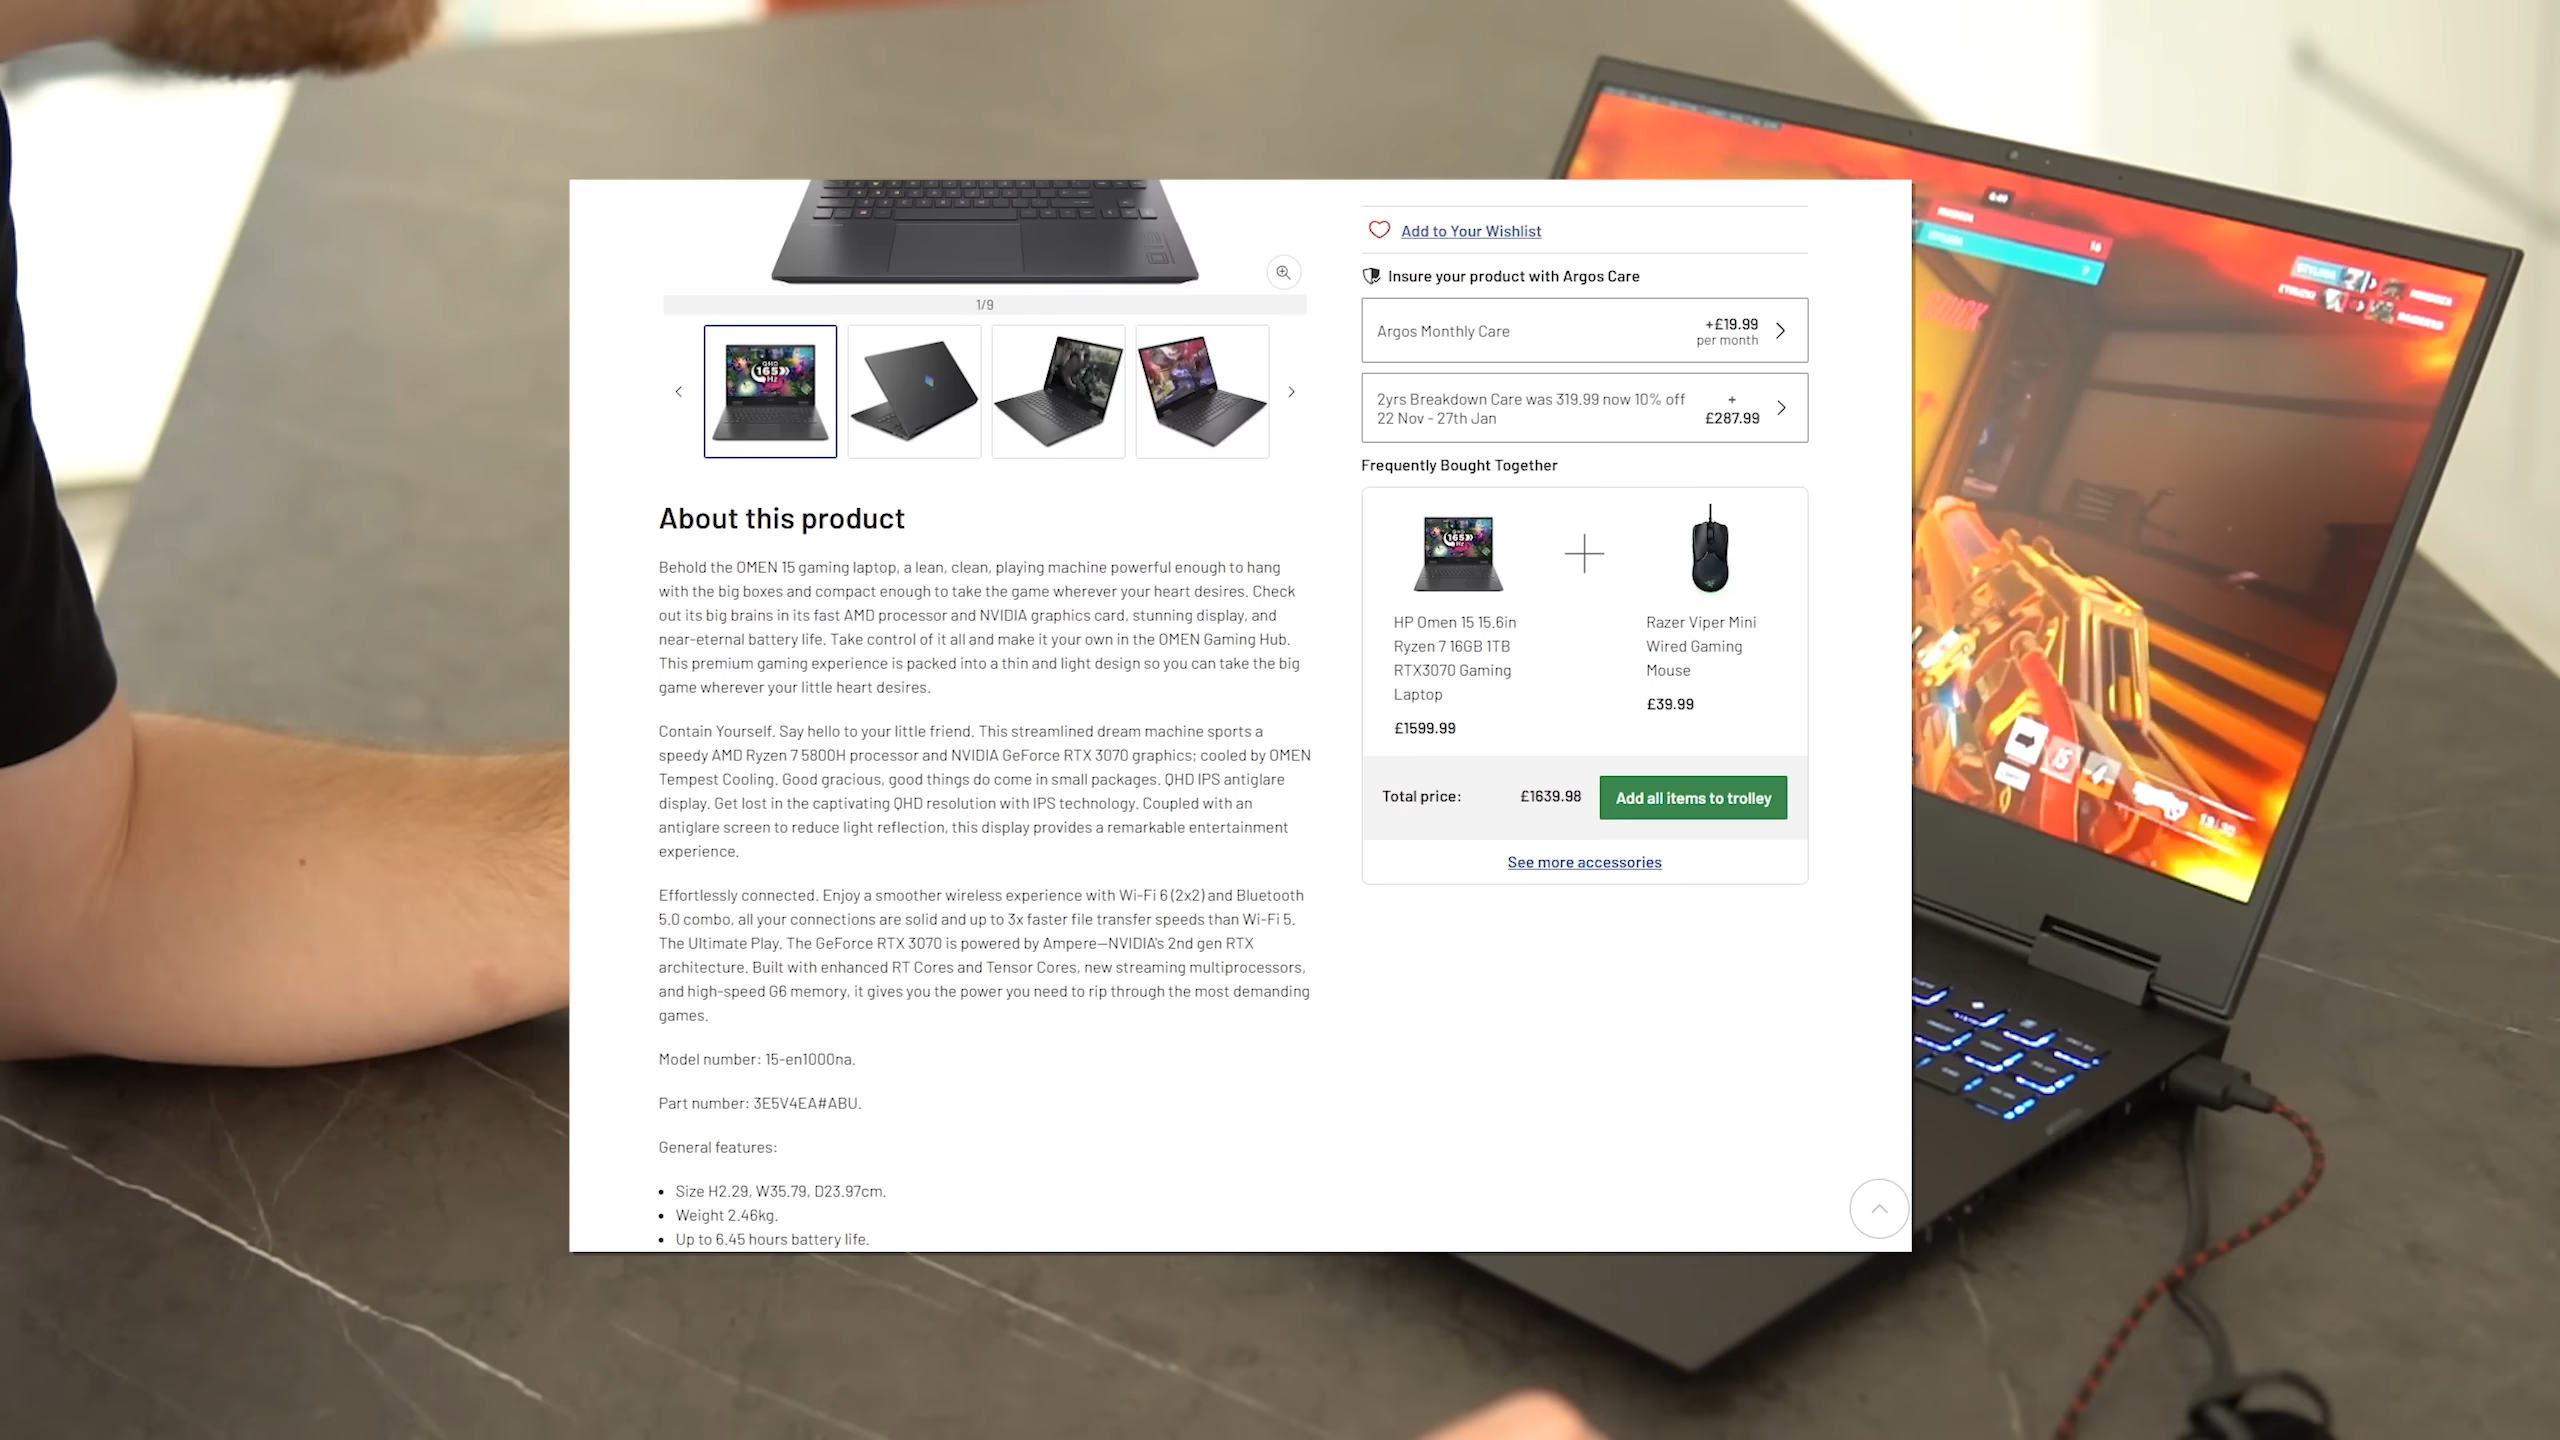 1/9
QHD
165
Hz
About this product
Behold the OMEN 15 gaming laptop, a lean, clean, playing machine powerful enough to hang
with the big boxes and compact enough to take the game wherever your heart desires. Check
out its big brains in its fast AMD processor and NVIDIA graphics card, stunning display, and
near-eternal battery life. Take control of it all and make it your own in the OMEN Gaming Hub.
This premium gaming experience is packed into a thin and light design so you can take the big
game wherever your little heart desires.
Contain Yourself. Say hello to your little friend. This streamlined dream machine sports a
speedy AMD Ryzen 7 5800H processor and NVIDIA GeForce RTX 3070 graphics; cooled by OMEN
Tempest Cooling. Good gracious, good things do come in small packages. QHD IPS antiglare
display. Get lost in the captivating QHD resolution with IPS technology. Coupled with an
antiglare screen to reduce light reflection, this display provides a remarkable entertainment
experience.
Effortlessly connected. Enjoy a smoother wireless experience with Wi-Fi 6 (2x2) and Bluetooth
5.0 combo, all your connections are solid and up to 3x faster file transfer speeds than Wi-Fi 5.
The Ultimate Play. The GeForce RTX 3070 is powered by Ampere—NVIDIA's 2nd gen RTX
architecture. Built with enhanced RT Cores and Tensor Cores, new streaming multiprocessors,
and high-speed G6 memory, it gives you the power you need to rip through the most demanding
games.
Model number: 15-en1000na.
Part number: 3E5V4EA#ABU.
General features:
• Size H2.29, W35.79, D23.97cm.
• Weight 2.46kg.
• Up to 6.45 hours battery life.
Add to Your Wishlist
Insure your product with Argos Care
Argos Monthly Care
+£19.99
per month
2yrs Breakdown Care was 319.99 now 10% off
22 Nov - 27th Jan
+
£287.99
Frequently Bought Together
QHD
165
Hz
HP Omen 15 15.6in
Ryzen 7 16GB 1TB
RTX3070 Gaming
Laptop
£1599.99
Razer Viper Mini
Wired Gaming
Mouse
£39.99
Total price:
£1639.98
Add all items to trolley
See more accessories